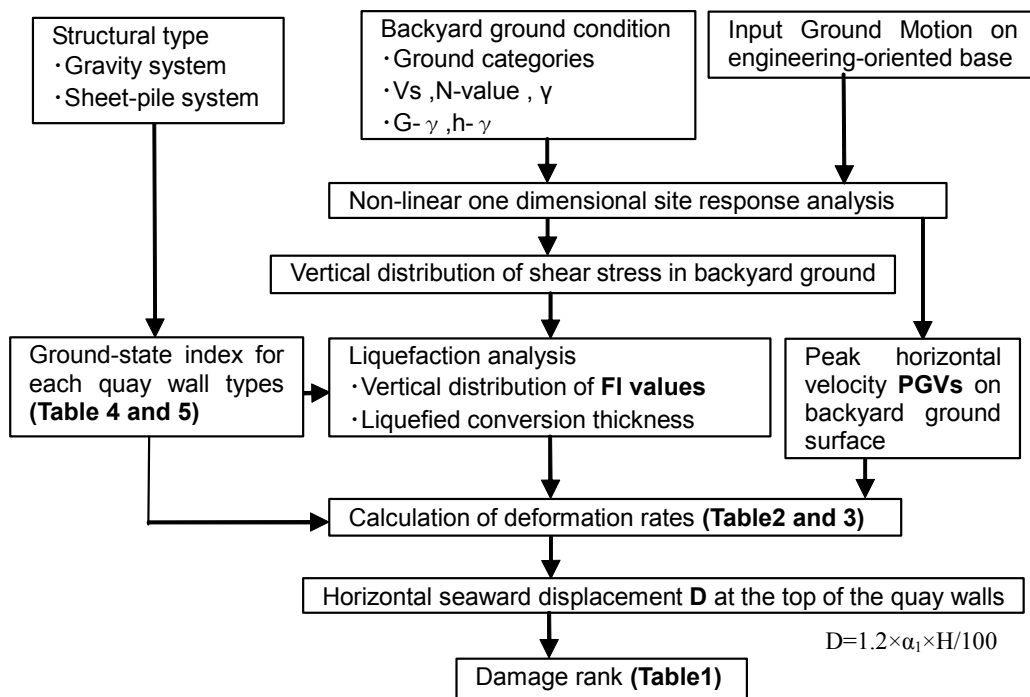 Structural type
・Gravity system
・Sheet-pile system
Backyard ground condition
・Ground categories
・Vs ,N-value , γ
・G- γ ,h- γ
Input Ground Motion on
engineering-oriented base
Non-linear one dimensional site response analysis
Vertical distribution of shear stress in backyard ground
Ground-state index for
each quay wall types
(Table 4 and 5)
Liquefaction analysis
・Vertical distribution of Fl values
・Liquefied conversion thickness
Peak horizontal
velocity PGVs on
backyard ground
surface
Calculation of deformation rates (Table2 and 3)
Horizontal seaward displacement D at the top of the quay walls
D=1.2×α₁×H/100
Damage rank (Table1)